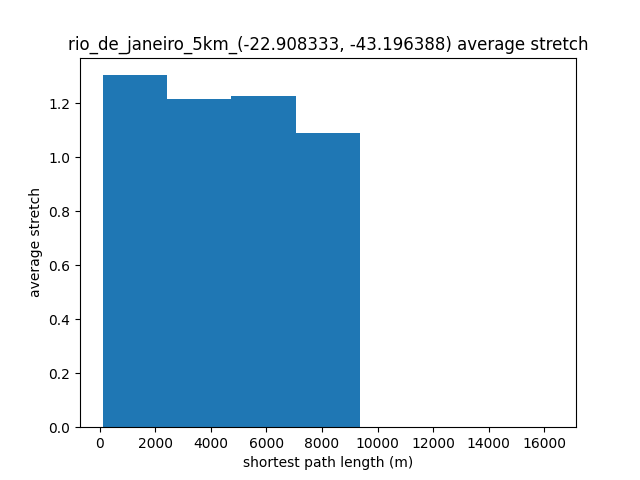 rio_de_janeiro_5km_(-22.908333, -43.196388) average stretch
average stretch
1.2
1.0
0.8
0.6
0.4
0.2
0.0
0 2000 4000 6000 8000 10000 12000 14000 16000
shortest path length (m)